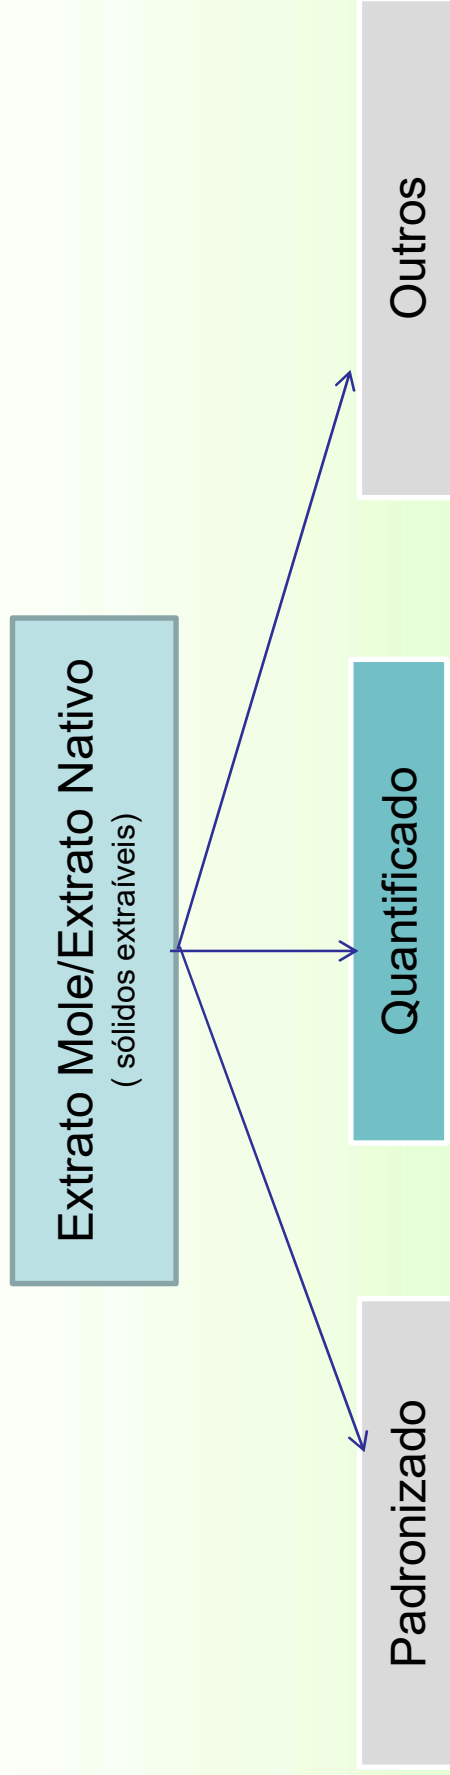 Extrato Mole/Extrato Nativo
( sólidos extraíveis)
Padronizado
Quantificado
Outros